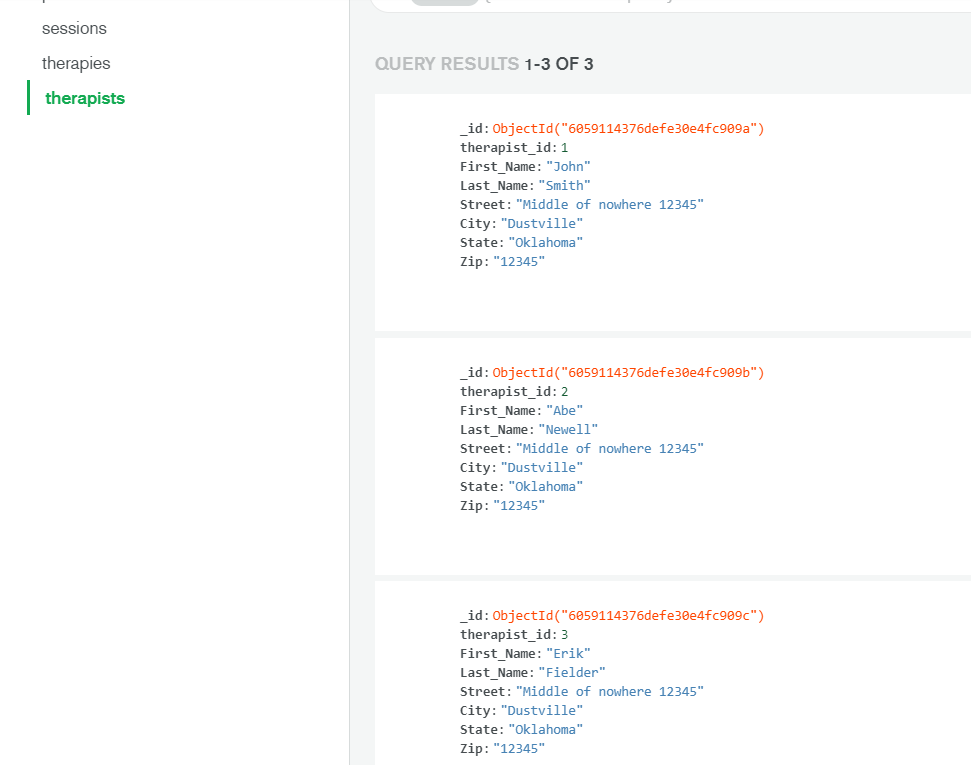 sessions
therapies
therapists
QUERY RESULTS 1-3 OF 3
_id: ObjectId("6059114376defe30e4fc909a")
therapist_id: 1
First_Name: "John"
Last_Name: "Smith"
Street: "Middle of nowhere 12345"
City: "Dustville"
State: "Oklahoma"
Zip: "12345"
_id: ObjectId("6059114376defe30e4fc909b")
therapist_id: 2
First_Name: "Abe"
Last_Name: "Newell"
Street: "Middle of nowhere 12345"
City: "Dustville"
State: "Oklahoma"
Zip: "12345"
_id: ObjectId("6059114376defe30e4fc909c")
therapist_id: 3
First_Name: "Erik"
Last_Name: "Fielder"
Street: "Middle of nowhere 12345"
City: "Dustville"
State: "Oklahoma"
Zip: "12345"